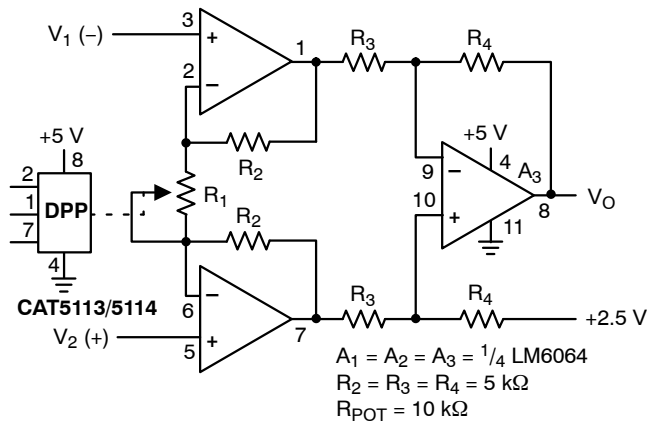 V1 (−)
3
+
1
R3
R4
2
−
R2
+5 V
8
+5 V
4
A3
9
−
2
1
7
DPP
R1
10
+
8
VO
11
R2
4
CAT5113/5114
6
−
7
R3
R4
+2.5 V
V2 (+)
5
+
A1 = A2 = A3 = 1/4 LM6064
R2 = R3 = R4 = 5 kΩ
RPOT = 10 kΩ